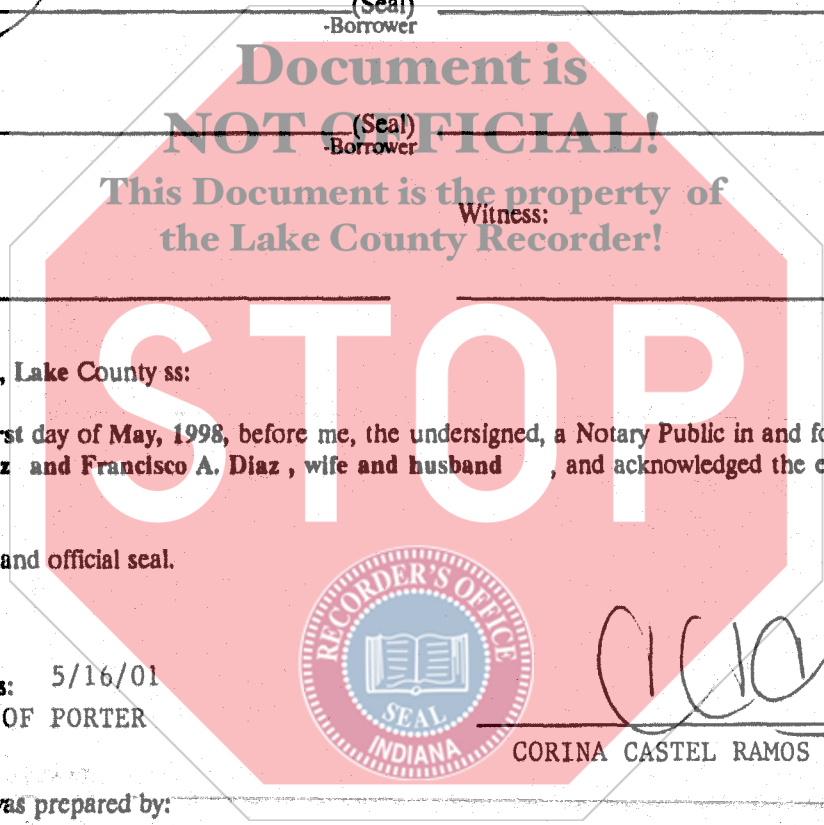 (Seal)
-Borrower
Document is
NOT OFFICIAL!
(Seal)
-Borrower
This Document is the property of
the Lake County Recorder!
Witness:
STOP
, Lake County ss:
rst day of May, 1998, before me, the undersigned, a Notary Public in and fo
z and Francisco A. Diaz , wife and husband , and acknowledged the e
and official seal.
RECORDER'S OFFICE
SEAL
INDIANA
s: 5/16/01
OF PORTER
CORINA CASTEL RAMOS
was prepared by: